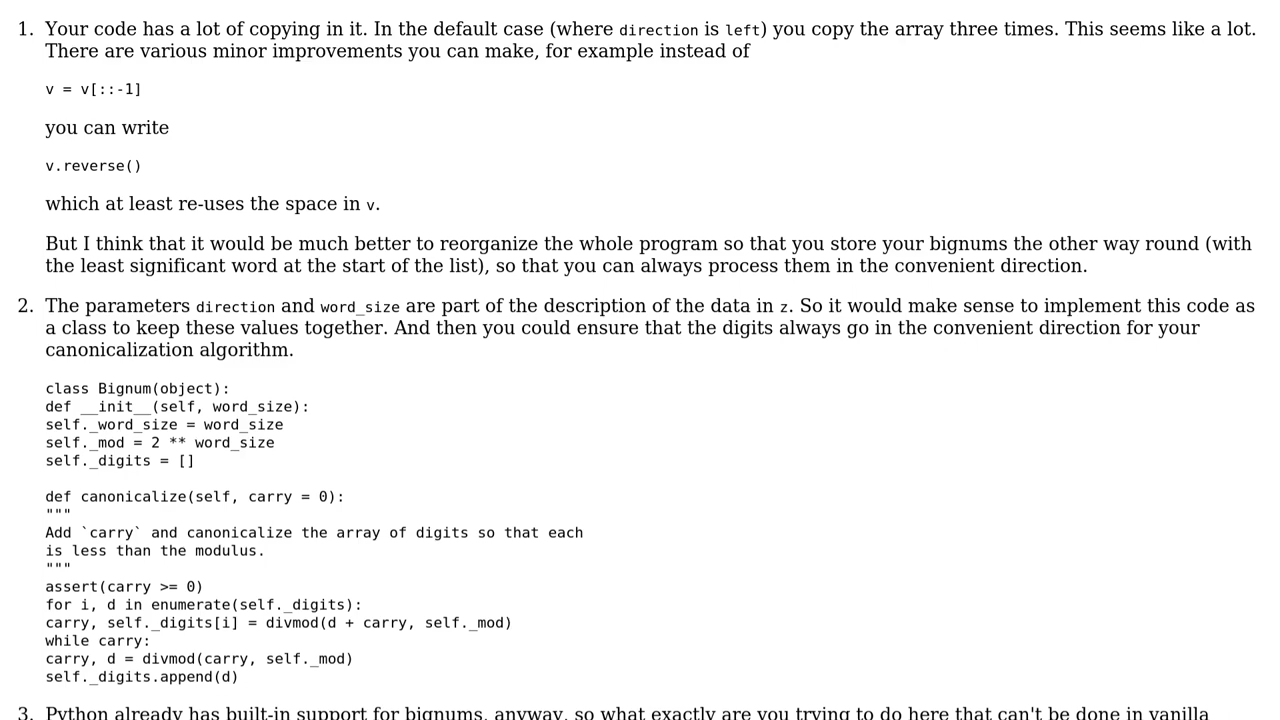 1. Your code has a lot of copying in it. In the default case (where direction is left) you copy the array three times. This seems like a lot.
There are various minor improvements you can make, for example instead of
v = v[::-1]
you can write
v.reverse()
which at least re-uses the space in v.
But I think that it would be much better to reorganize the whole program so that you store your bignums the other way round (with
the least significant word at the start of the list), so that you can always process them in the convenient direction.
2. The parameters direction and word_size are part of the description of the data in z. So it would make sense to implement this code as
a class to keep these values together. And then you could ensure that the digits always go in the convenient direction for your
canonicalization algorithm.
class Bignum(object):
def __init__(self, word_size):
self._word_size = word_size
self._mod = 2 ** word_size
self._digits = []
def canonicalize(self, carry = 0):
"""
Add `carry` and canonicalize the array of digits so that each
is less than the modulus.
"""
assert(carry >= 0)
for i, d in enumerate(self._digits):
carry, self._digits[i] = divmod(d + carry, self._mod)
while carry:
carry, d = divmod(carry, self._mod)
self._digits.append(d)
3. Python already has built-in support for bignums, anyway, so what exactly are you trying to do here that can't be done in vanilla